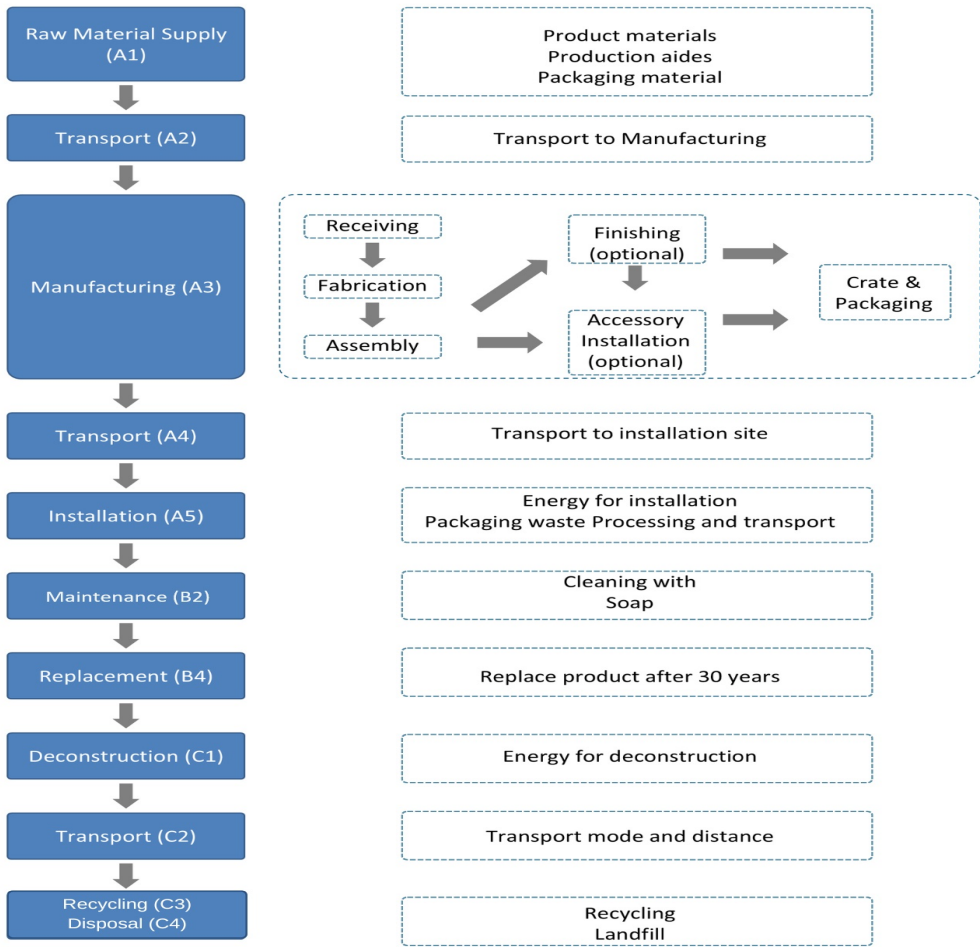 Raw Material Supply
(A1)
Product materials
Production aides
Packaging material
Transport (A2)
Transport to Manufacturing
Manufacturing (A3)
Receiving
Fabrication
Assembly
Finishing
(optional)
Accessory
Installation
(optional)
Crate &
Packaging
Transport (A4)
Transport to installation site
Installation (A5)
Energy for installation
Packaging waste Processing and transport
Maintenance (B2)
Cleaning with
Soap
Replacement (B4)
Replace product after 30 years
Deconstruction (C1)
Energy for deconstruction
Transport (C2)
Transport mode and distance
Recycling (C3)
Disposal (C4)
Recycling
Landfill